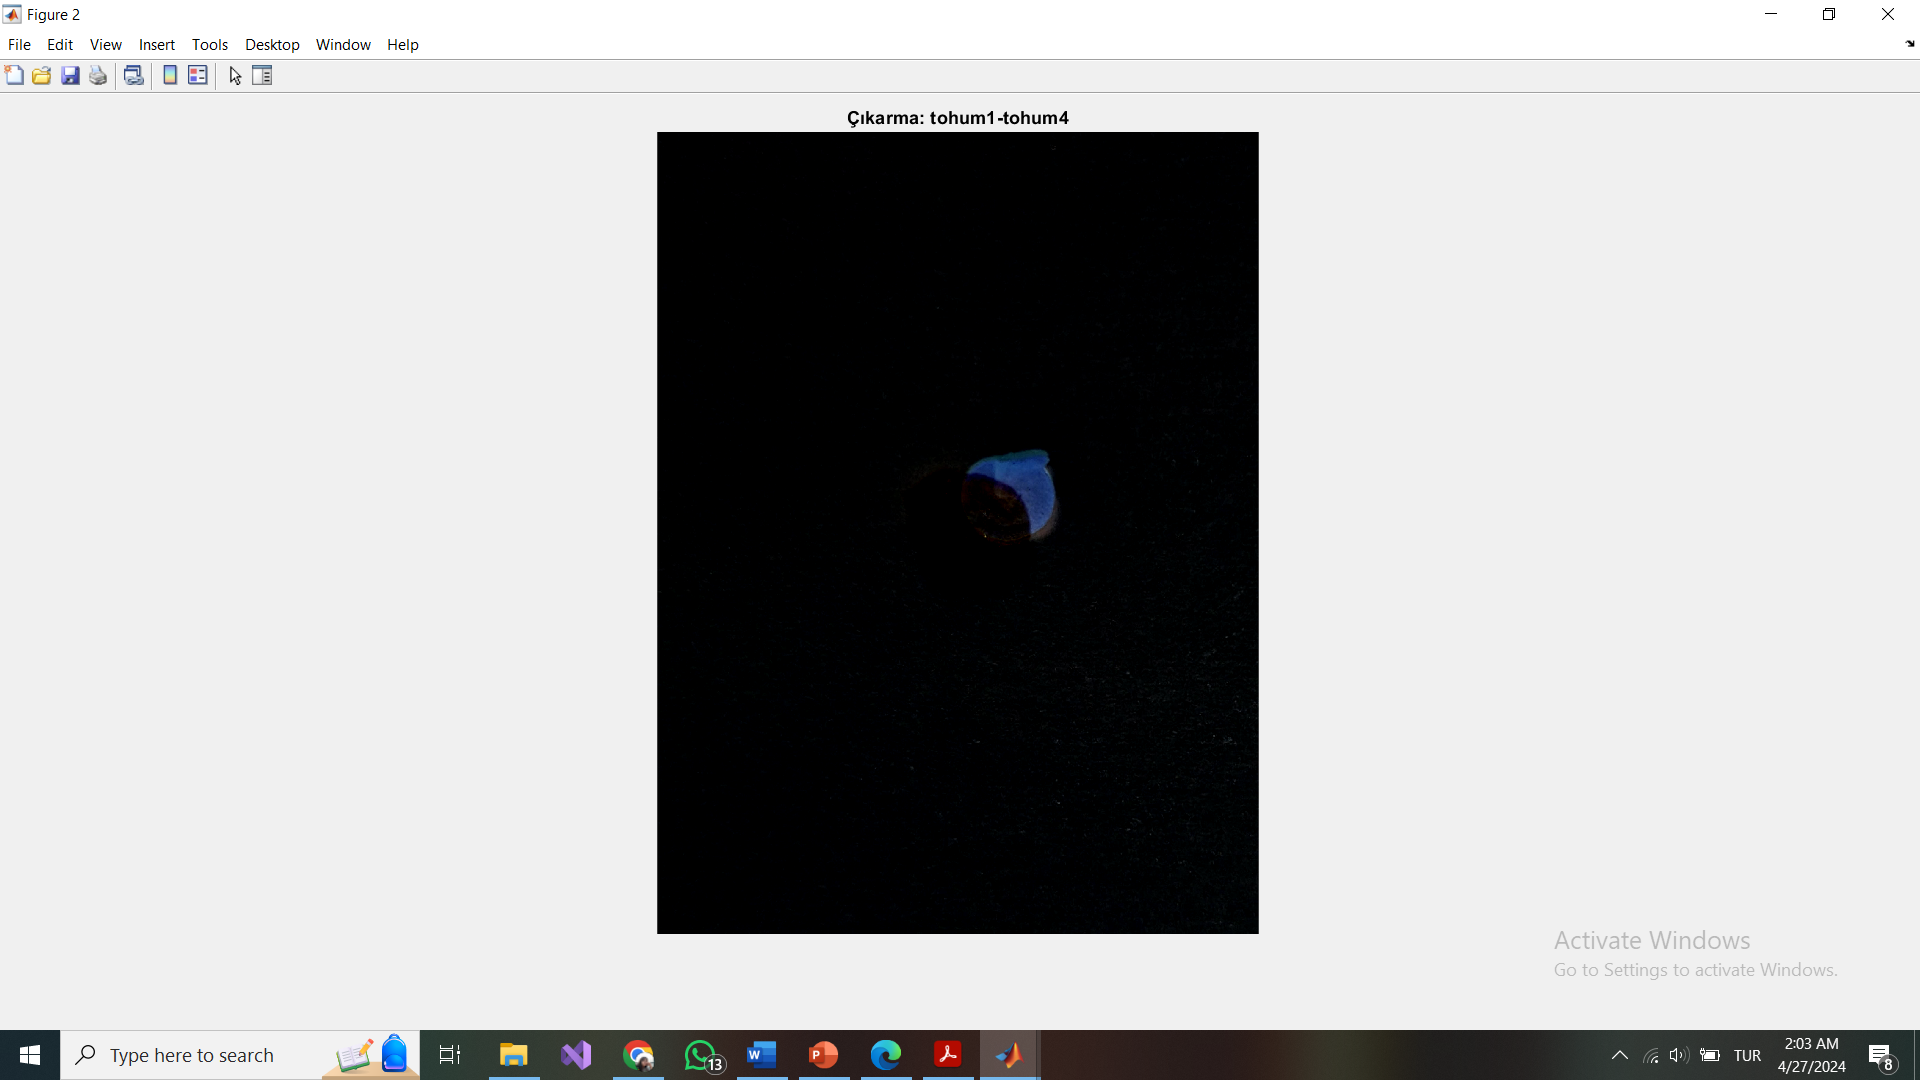 Figure 2
File Edit View Insert Tools Desktop Window Help
Çıkarma: tohum1-tohum4
Activate Windows
Go to Settings to activate Windows.
Type here to search
13
W
P
TUR
2:03 AM
4/27/2024
8